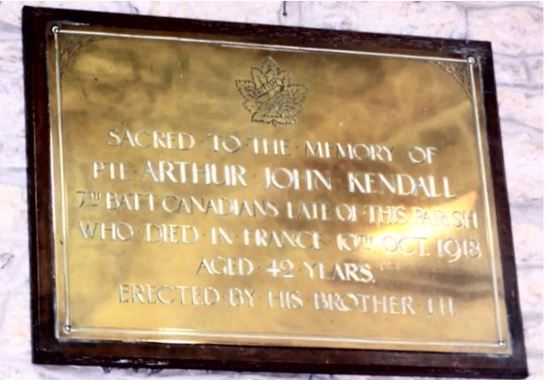 SACRED · TO · THE · MEMORY · OF
PTE · ARTHUR · JOHN · KENDALL
7TH BATT · CANADIANS LATE OF · THIS PARISH
WHO · DIED · IN · FRANCE · 10TH OCT. 1918
AGED · 42 YEARS.
ERECTED · BY · HIS · BROTHER